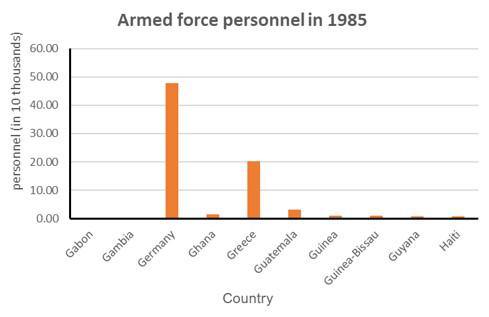 Armed force personnel in 1985
personnel (in 10 thousands)
60.00
50.00
40.00
30.00
20.00
10.00
0.00
Gabon
Gambia
Germany
Ghana
Greece
Guatemala
Guinea
Guinea-Bissau
Guyana
Haiti
Country